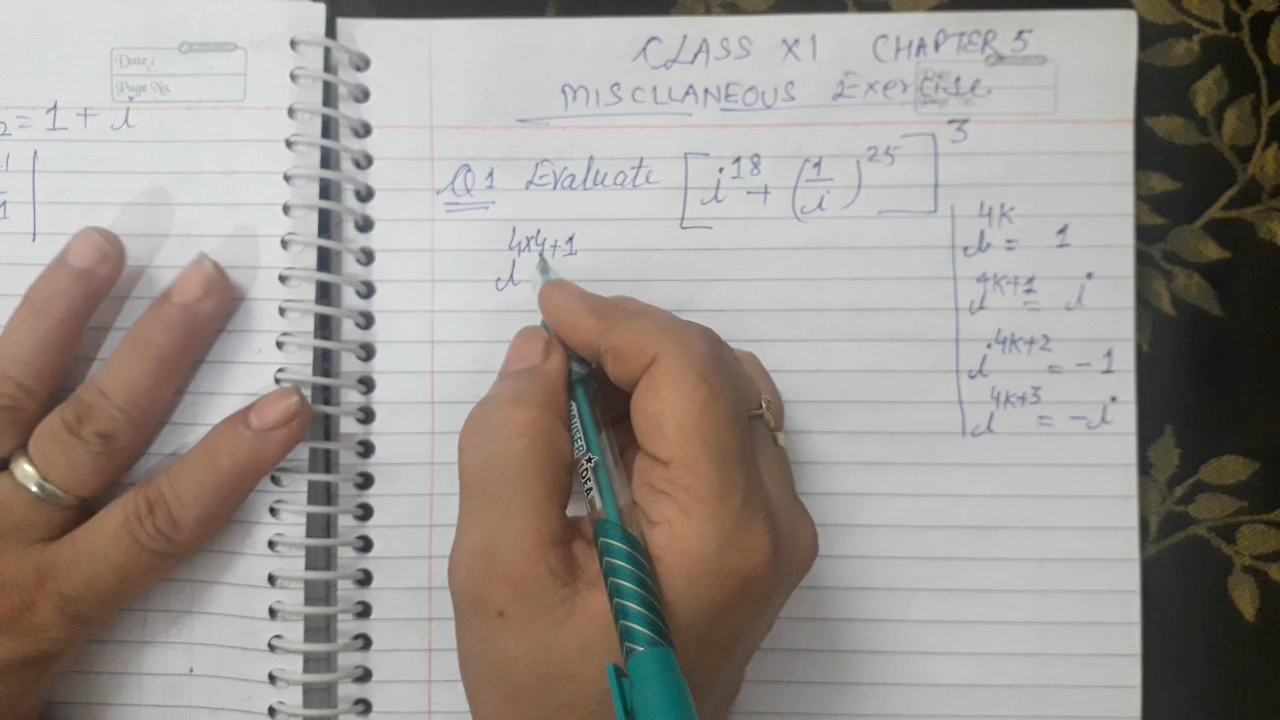 Date:
Page No.
2 = 1 + i
CLASS XI CHAPTER 5
MISCLLANEOUS Exercise
Q1 Evaluate [i^18 + (1/i)^25]^3
i^4×4+1
i^4K = 1
i^4K+1 = i
i^4K+2 = -1
i^4K+3 = -i